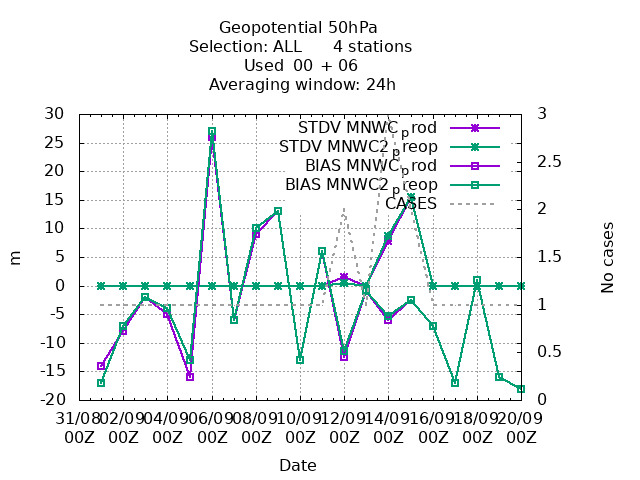 Geopotential 50hPa
Selection: ALL 4 stations
Used 00 + 06
Averaging window: 24h
STDV MNWC_prod
STDV MNWC2_preop
BIAS MNWC_prod
BIAS MNWC2_preop
CASES
30
25
20
15
10
5
0
-5
-10
-15
-20
m
3
2.5
2
1.5
1
0.5
0
No cases
31/08 02/09 04/09 06/09 08/09 10/09 12/09 14/09 16/09 18/09 20/09
00Z 00Z 00Z 00Z 00Z 00Z 00Z 00Z 00Z 00Z 00Z
Date